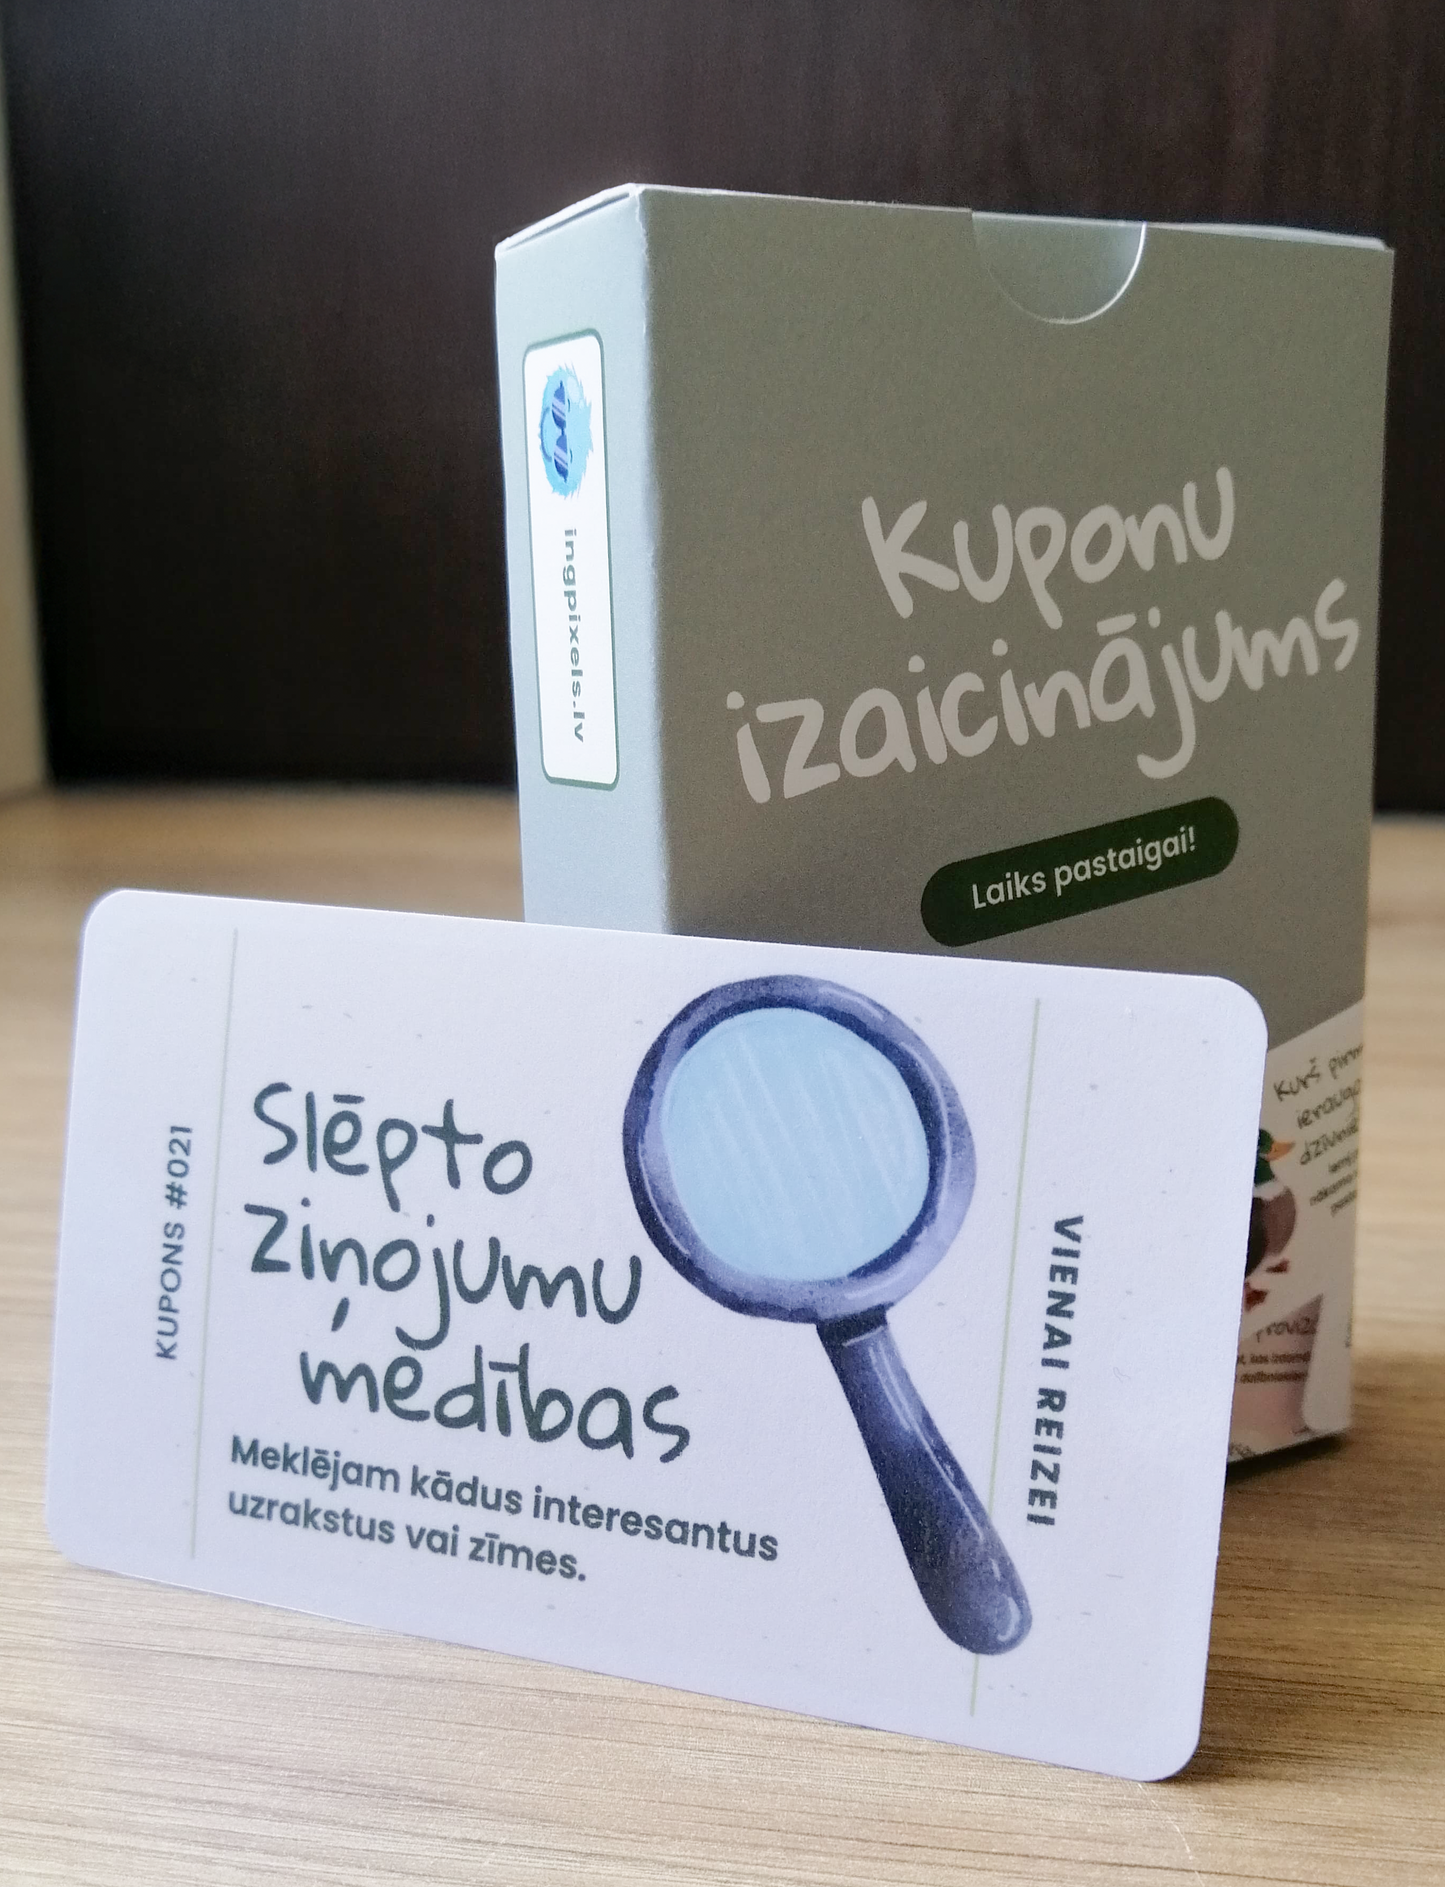 ingpixels.lv
Kuponu
izaicinājums
Laiks pastaigai!
Kurš
KUPONS #021
Slēpto
ziņojumu
medības
Meklējam kādus interesantus
uzrakstus vai zīmes.
VIENAI REIZEI